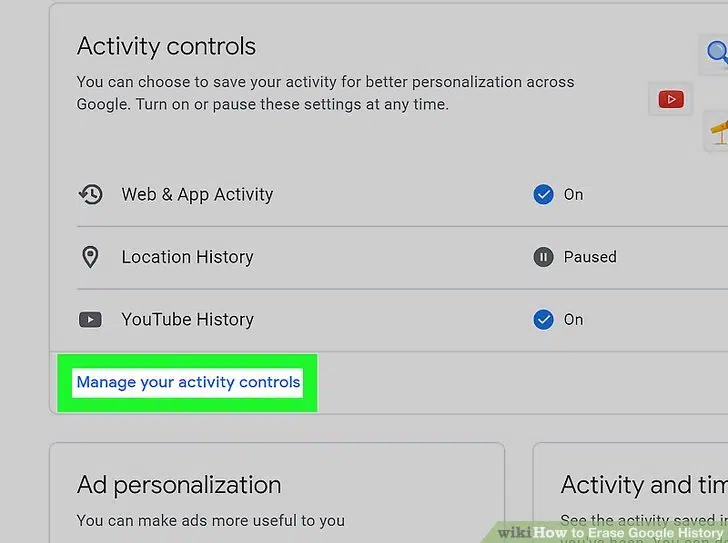 Activity controls
You can choose to save your activity for better personalization across
Google. Turn on or pause these settings at any time.
Web & App Activity
On
Location History
Paused
YouTube History
On
Manage your activity controls
Ad personalization
You can make ads more useful to you
Activity and tim
See the activity saved in
wikiHow to Erase Google History